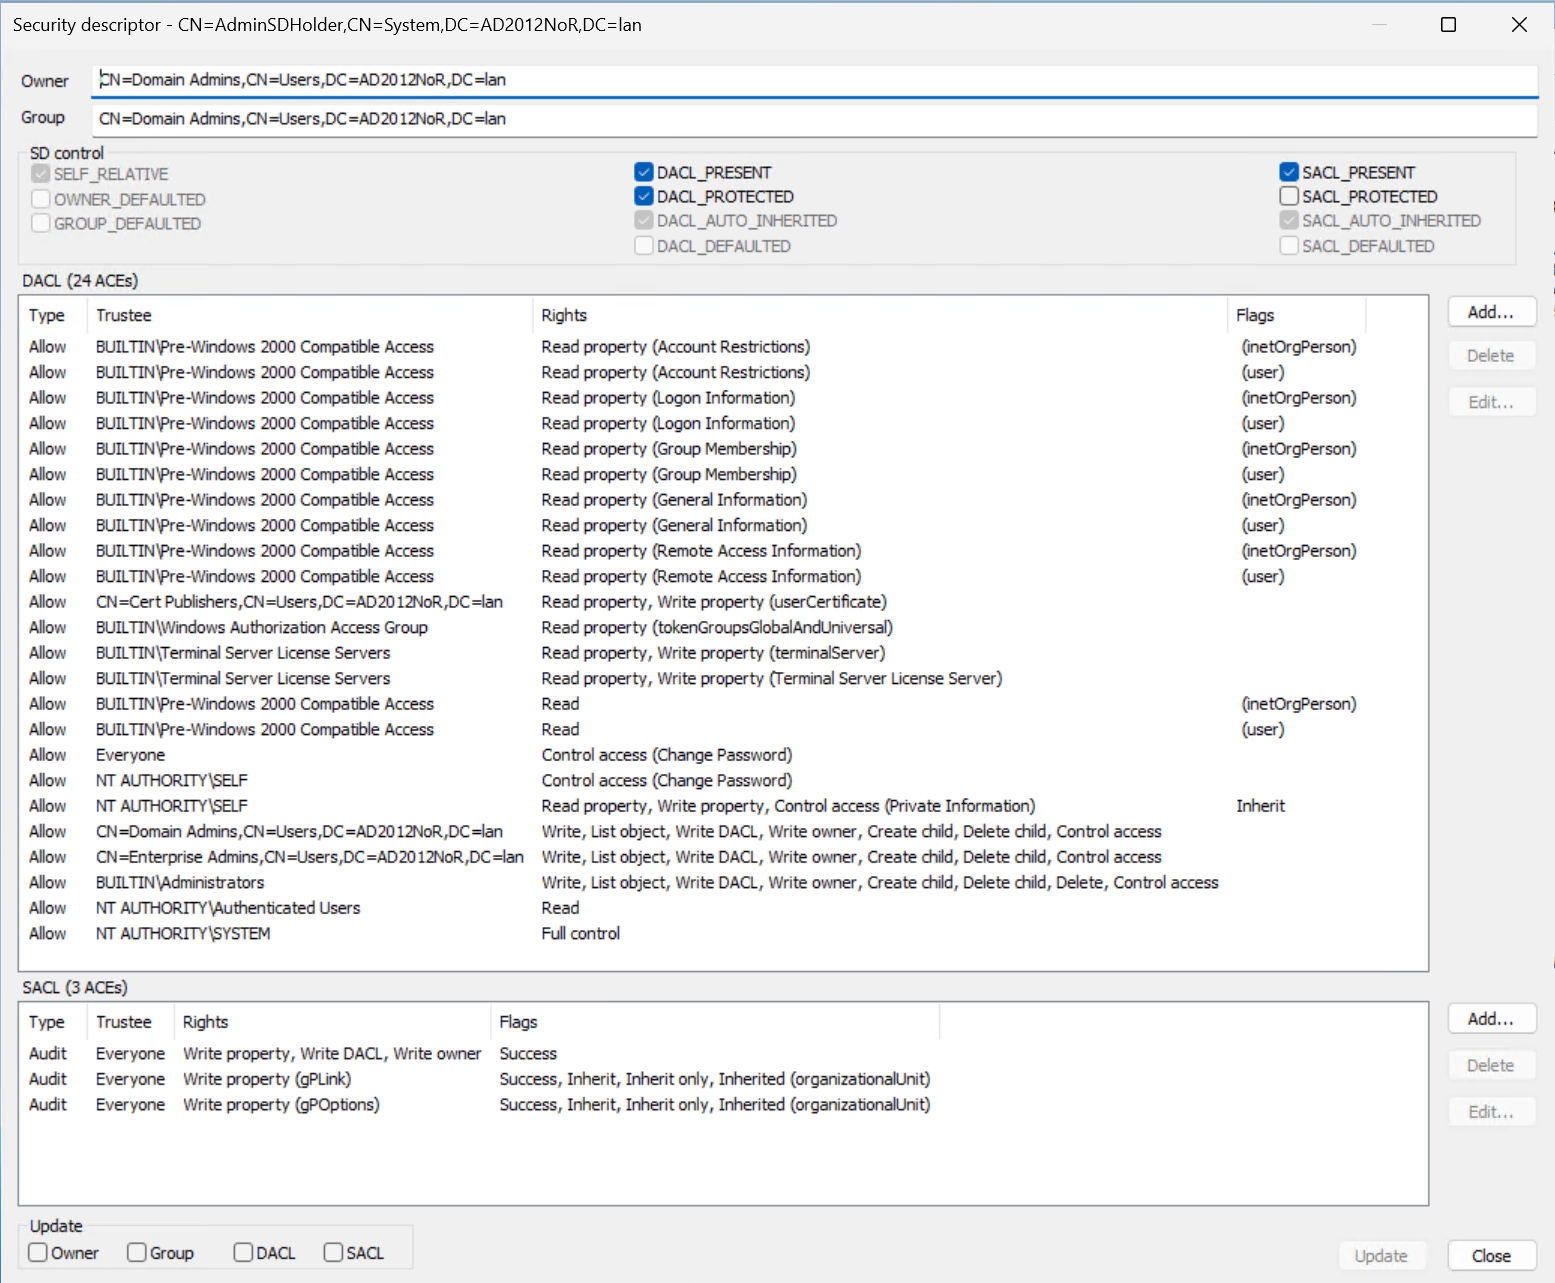 Security descriptor - CN=AdminSDHolder,CN=System,DC=AD2012NoR,DC=lan
Owner CN=Domain Admins,CN=Users,DC=AD2012NoR,DC=lan
Group CN=Domain Admins,CN=Users,DC=AD2012NoR,DC=lan
SD control
SELF_RELATIVE DACL_PRESENT SACL_PRESENT
OWNER_DEFAULTED DACL_PROTECTED SACL_PROTECTED
GROUP_DEFAULTED DACL_AUTO_INHERITED SACL_AUTO_INHERITED
DACL_DEFAULTED SACL_DEFAULTED
DACL (24 ACEs)
Type Trustee Rights Flags Add...
Allow BUILTIN\Pre-Windows 2000 Compatible Access Read property (Account Restrictions) (inetOrgPerson) Delete
Allow BUILTIN\Pre-Windows 2000 Compatible Access Read property (Account Restrictions) (user)
Allow BUILTIN\Pre-Windows 2000 Compatible Access Read property (Logon Information) (inetOrgPerson) Edit...
Allow BUILTIN\Pre-Windows 2000 Compatible Access Read property (Logon Information) (user)
Allow BUILTIN\Pre-Windows 2000 Compatible Access Read property (Group Membership) (inetOrgPerson)
Allow BUILTIN\Pre-Windows 2000 Compatible Access Read property (Group Membership) (user)
Allow BUILTIN\Pre-Windows 2000 Compatible Access Read property (General Information) (inetOrgPerson)
Allow BUILTIN\Pre-Windows 2000 Compatible Access Read property (General Information) (user)
Allow BUILTIN\Pre-Windows 2000 Compatible Access Read property (Remote Access Information) (inetOrgPerson)
Allow BUILTIN\Pre-Windows 2000 Compatible Access Read property (Remote Access Information) (user)
Allow CN=Cert Publishers,CN=Users,DC=AD2012NoR,DC=lan Read property, Write property (userCertificate)
Allow BUILTIN\Windows Authorization Access Group Read property (tokenGroupsGlobalAndUniversal)
Allow BUILTIN\Terminal Server License Servers Read property, Write property (terminalServer)
Allow BUILTIN\Terminal Server License Servers Read property, Write property (Terminal Server License Server)
Allow BUILTIN\Pre-Windows 2000 Compatible Access Read (inetOrgPerson)
Allow BUILTIN\Pre-Windows 2000 Compatible Access Read (user)
Allow Everyone Control access (Change Password)
Allow NT AUTHORITY\SELF Control access (Change Password)
Allow NT AUTHORITY\SELF Read property, Write property, Control access (Private Information) Inherit
Allow CN=Domain Admins,CN=Users,DC=AD2012NoR,DC=lan Write, List object, Write DACL, Write owner, Create child, Delete child, Control access
Allow CN=Enterprise Admins,CN=Users,DC=AD2012NoR,DC=lan Write, List object, Write DACL, Write owner, Create child, Delete child, Control access
Allow BUILTIN\Administrators Write, List object, Write DACL, Write owner, Create child, Delete child, Delete, Control access
Allow NT AUTHORITY\Authenticated Users Read
Allow NT AUTHORITY\SYSTEM Full control
SACL (3 ACEs)
Type Trustee Rights Flags Add...
Audit Everyone Write property, Write DACL, Write owner Success
Audit Everyone Write property (gPLink) Success, Inherit, Inherit only, Inherited (organizationalUnit) Delete
Audit Everyone Write property (gPOptions) Success, Inherit, Inherit only, Inherited (organizationalUnit) Edit...
Update
Owner Group DACL SACL Update Close